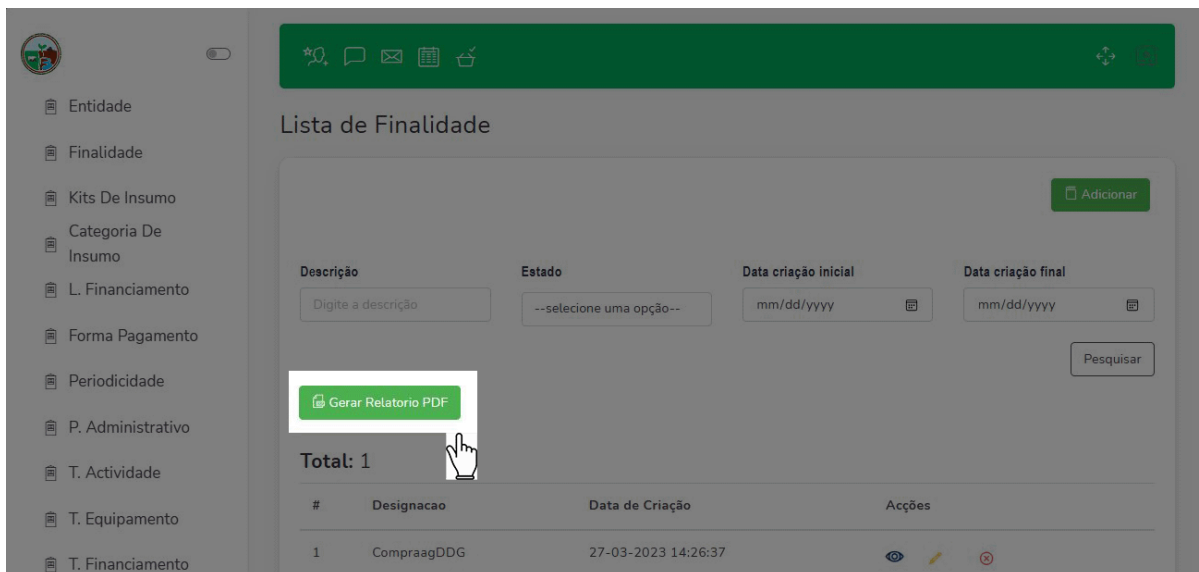 Entidade
Finalidade
Kits De Insumo
Categoria De
Insumo
L. Financiamento
Forma Pagamento
Periodicidade
P. Administrativo
T. Actividade
T. Equipamento
T. Financiamento
Lista de Finalidade
Adicionar
Descrição Estado Data criação inicial Data criação final
Digite a descrição --selecione uma opção-- mm/dd/yyyy mm/dd/yyyy
Pesquisar
Gerar Relatorio PDF
Total: 1
# Designacao Data de Criação Acções
1 CompraagDDG 27-03-2023 14:26:37